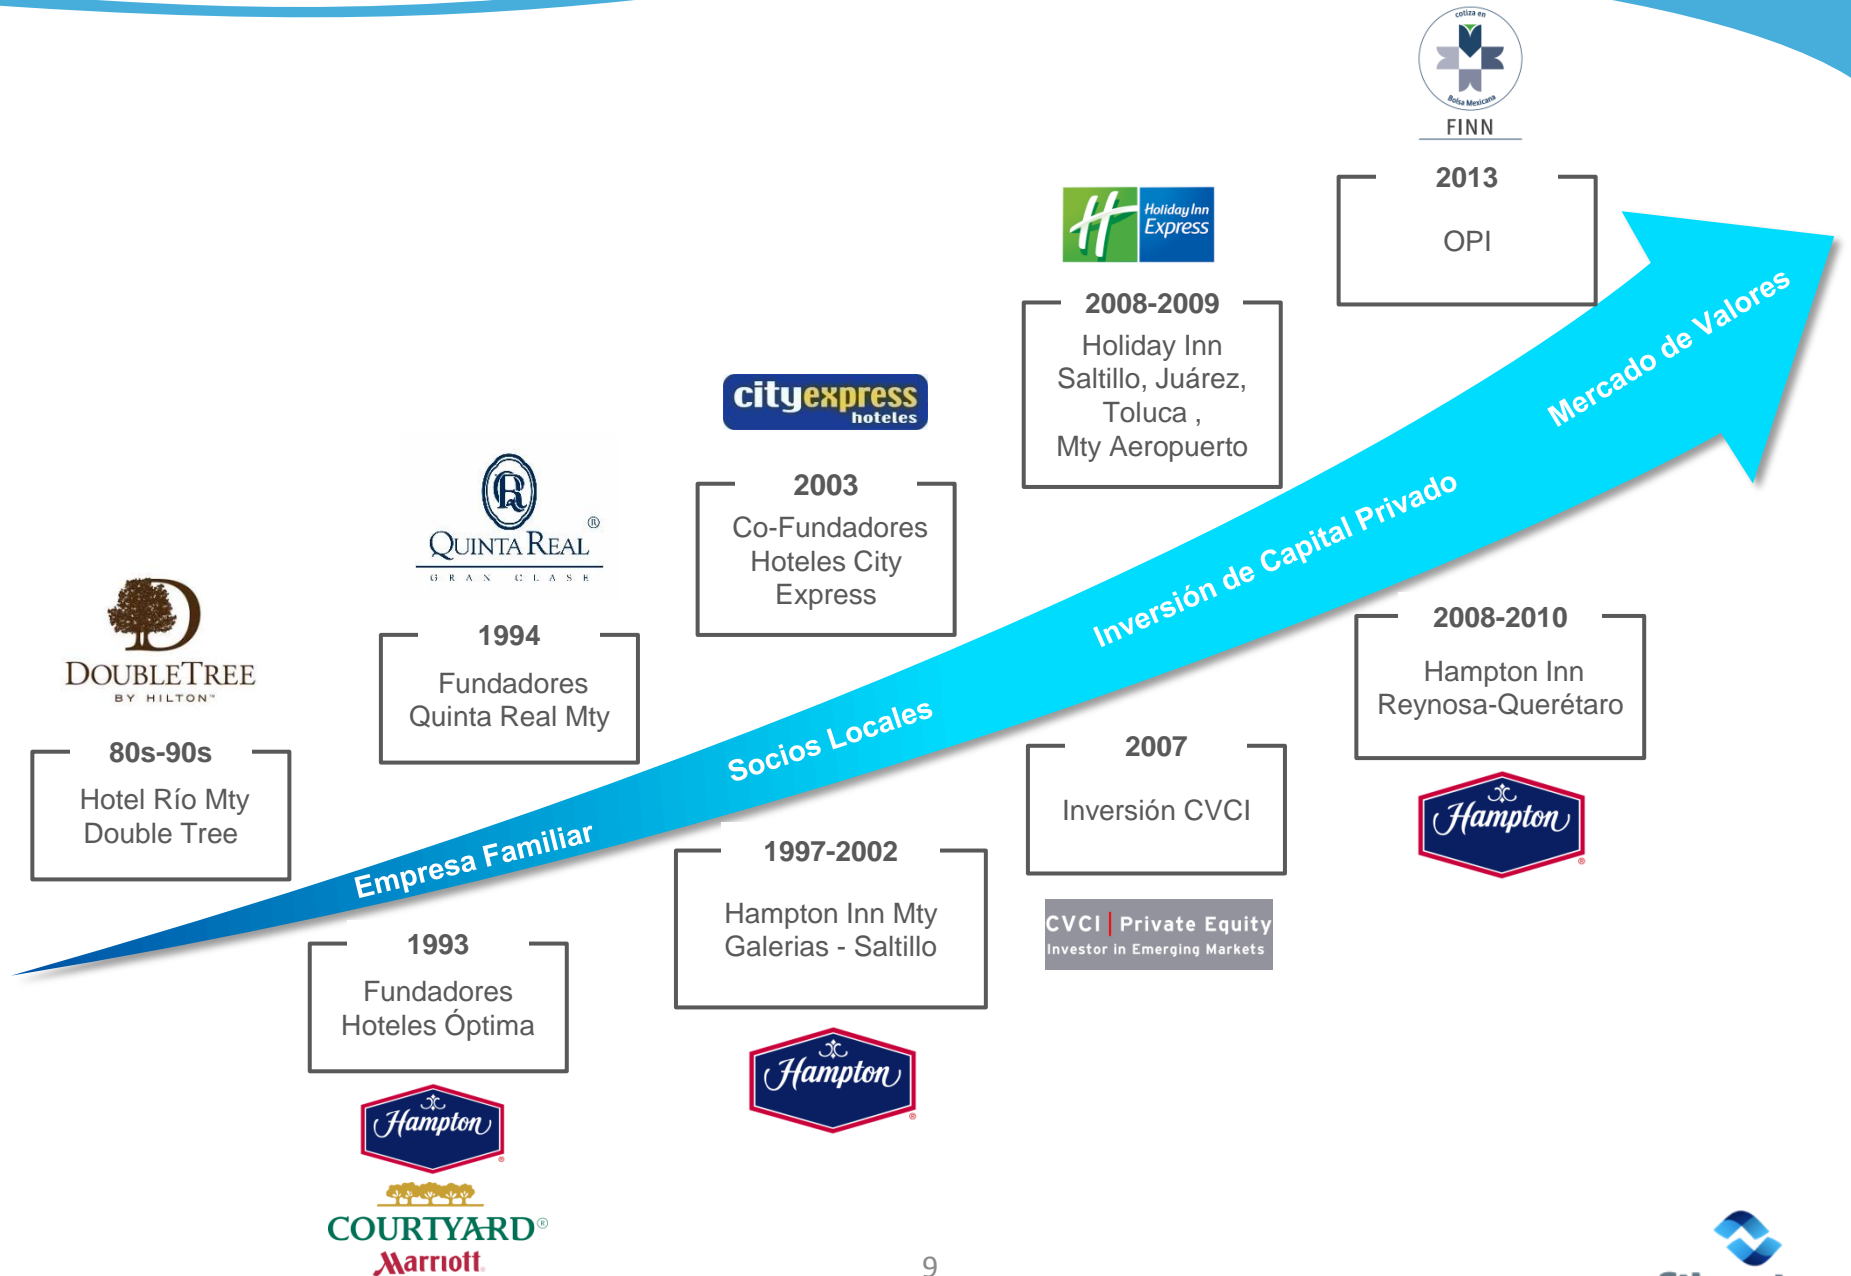 cotiza en
Bolsa Mexicana
FINN
2013
OPI
Holiday Inn
Express
2008-2009
Holiday Inn
Saltillo, Juárez,
Toluca ,
Mty Aeropuerto
Mercado de Valores
cityexpress
hoteles
2003
Co-Fundadores
Hoteles City
Express
QUINTA REAL ®
GRAN CLASE
1994
Fundadores
Quinta Real Mty
DOUBLETREE
BY HILTON™
80s-90s
Hotel Río Mty
Double Tree
Empresa Familiar
Socios Locales
Inversión de Capital Privado
2008-2010
Hampton Inn
Reynosa-Querétaro
Hampton®
2007
Inversión CVCI
CVCI | Private Equity
Investor in Emerging Markets
1997-2002
Hampton Inn Mty
Galerias - Saltillo
Hampton®
1993
Fundadores
Hoteles Óptima
Hampton®
COURTYARD®
Marriott
9